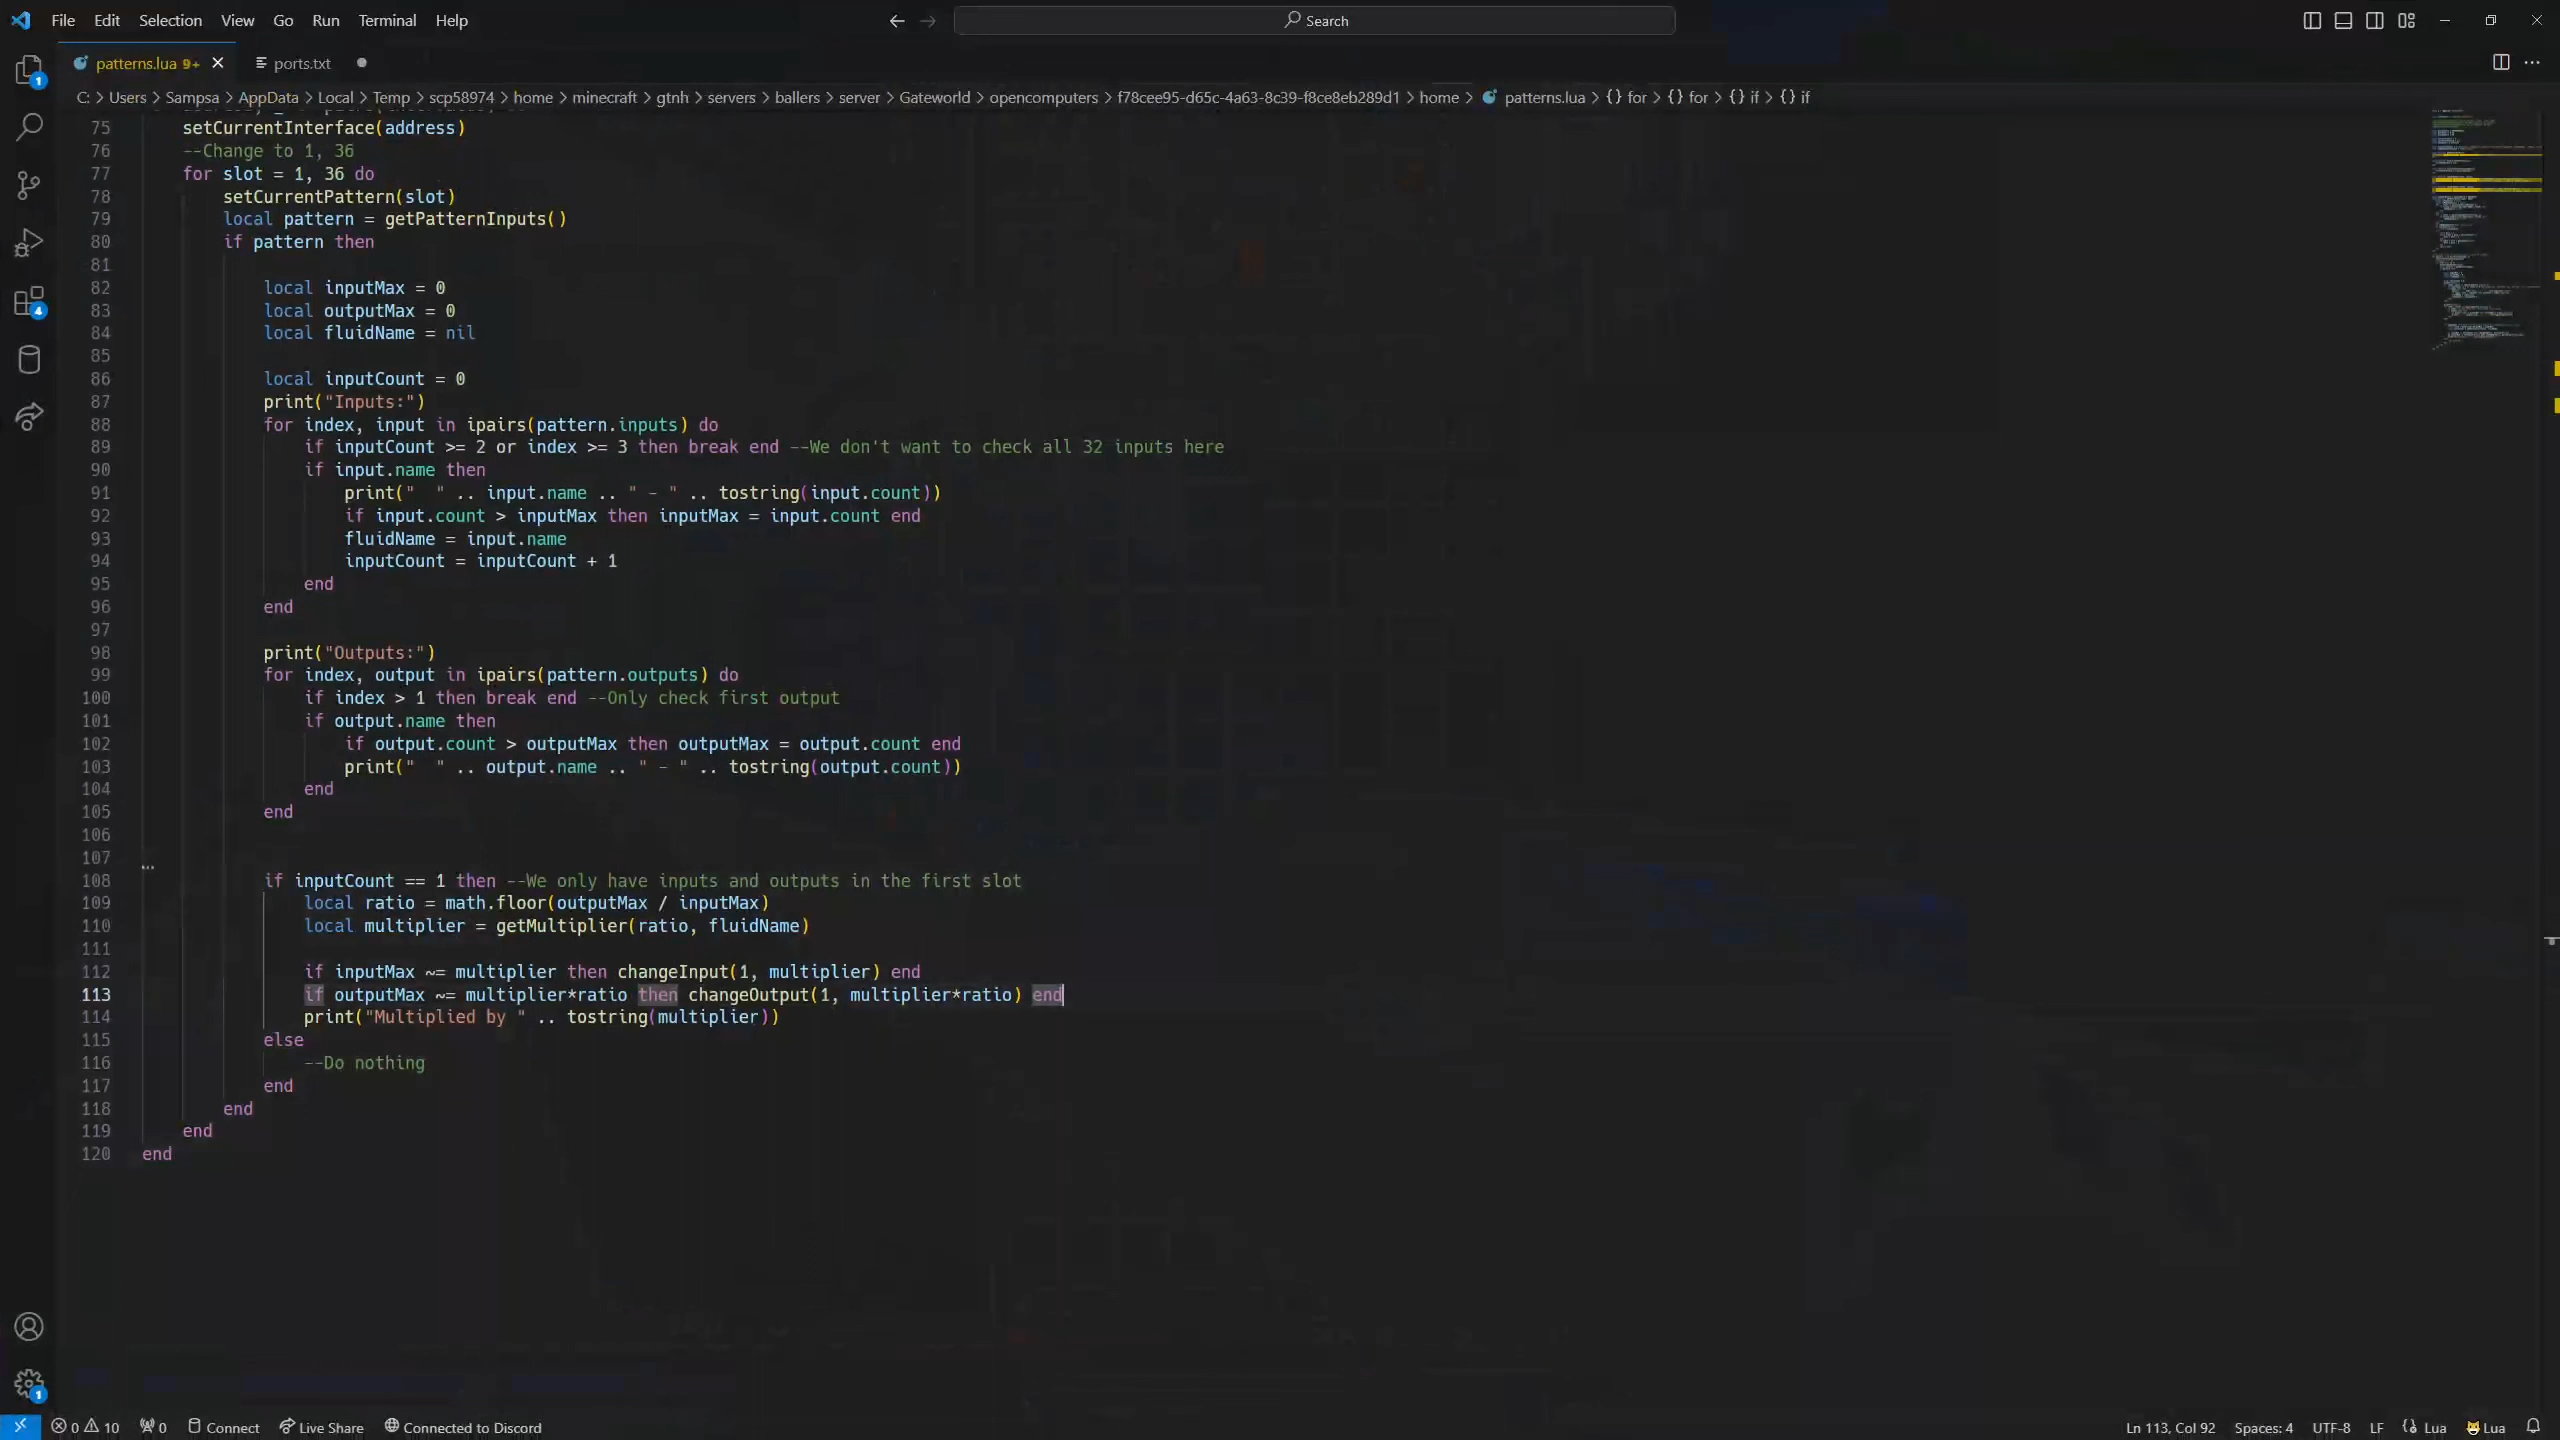 File Edit Selection View Go Run Terminal Help
Search
patterns.lua 9+
ports.txt
C: > Users > Sampsa > AppData > Local > Temp > scp58974 > home > minecraft > gtnh > servers > ballers > server > Gateworld > opencomputers > f78cee95-d65c-4a63-8c39-f8ce8eb289d1 > home > patterns.lua > {} for > {} for > {} if > {} if
75 setCurrentInterface(address)
76 --Change to 1, 36
77 for slot = 1, 36 do
78 setCurrentPattern(slot)
79 local pattern = getPatternInputs()
80 if pattern then
81
82 local inputMax = 0
83 local outputMax = 0
84 local fluidName = nil
85
86 local inputCount = 0
87 print("Inputs:")
88 for index, input in ipairs(pattern.inputs) do
89 if inputCount >= 2 or index >= 3 then break end --We don't want to check all 32 inputs here
90 if input.name then
91 print("  " .. input.name .. " - " .. tostring(input.count))
92 if input.count > inputMax then inputMax = input.count end
93 fluidName = input.name
94 inputCount = inputCount + 1
95 end
96 end
97
98 print("Outputs:")
99 for index, output in ipairs(pattern.outputs) do
100 if index > 1 then break end --Only check first output
101 if output.name then
102 if output.count > outputMax then outputMax = output.count end
103 print("  " .. output.name .. " - " .. tostring(output.count))
104 end
105 end
106
107
108 if inputCount == 1 then --We only have inputs and outputs in the first slot
109 local ratio = math.floor(outputMax / inputMax)
110 local multiplier = getMultiplier(ratio, fluidName)
111
112 if inputMax ~= multiplier then changeInput(1, multiplier) end
113 if outputMax ~= multiplier*ratio then changeOutput(1, multiplier*ratio) end
114 print("Multiplied by " .. tostring(multiplier))
115 else
116 --Do nothing
117 end
118 end
119 end
120 end
1
4
1
0 10 0 Connect Live Share Connected to Discord
Ln 113, Col 92 Spaces: 4 UTF-8 LF Lua Lua